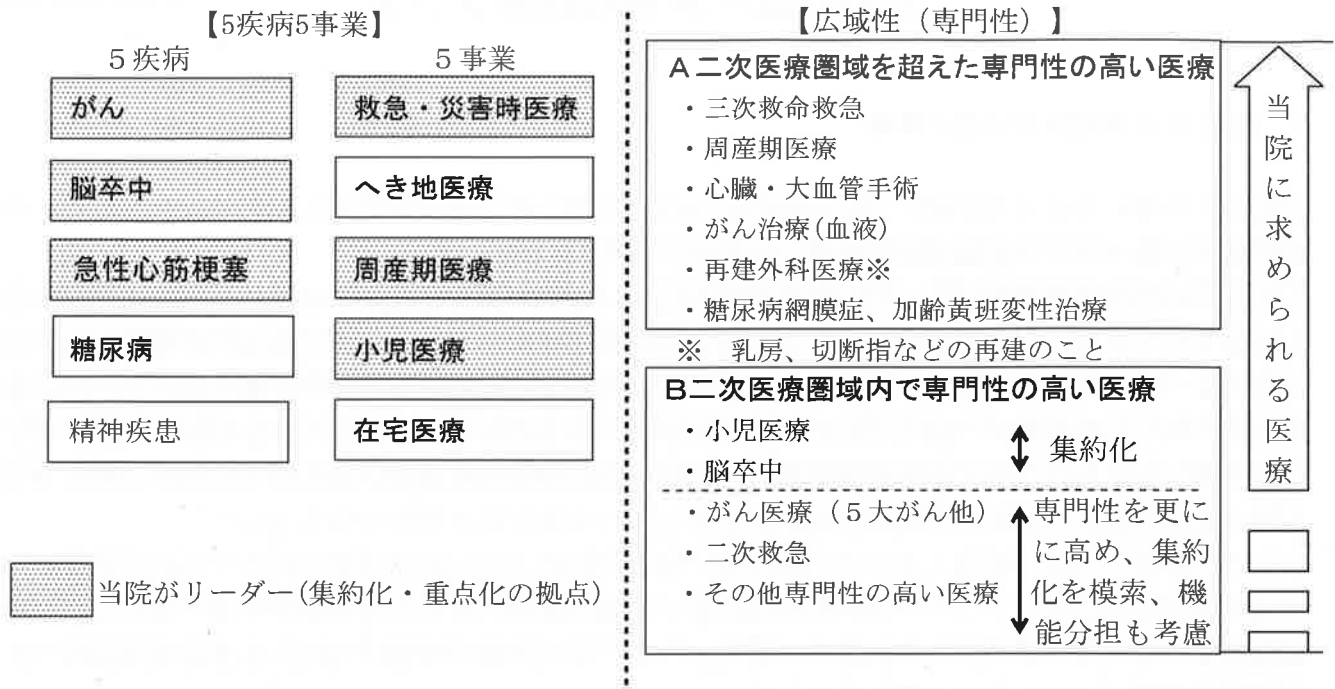 【5疾病5事業】
5疾病
5事業
がん
救急・災害時医療
脳卒中
へき地医療
急性心筋梗塞
周産期医療
糖尿病
小児医療
精神疾患
在宅医療
当院がリーダー(集約化・重点化の拠点)
【広域性（専門性）】
A二次医療圏域を超えた専門性の高い医療
・三次救命救急
・周産期医療
・心臓・大血管手術
・がん治療(血液)
・再建外科医療※
・糖尿病網膜症、加齢黄班変性治療
※ 乳房、切断指などの再建のこと
B二次医療圏域内で専門性の高い医療
・小児医療
・脳卒中
集約化
・がん医療（5大がん他）
・二次救急
・その他専門性の高い医療
専門性を更に
に高め、集約
化を模索、機
能分担も考慮
当院に求められる医療